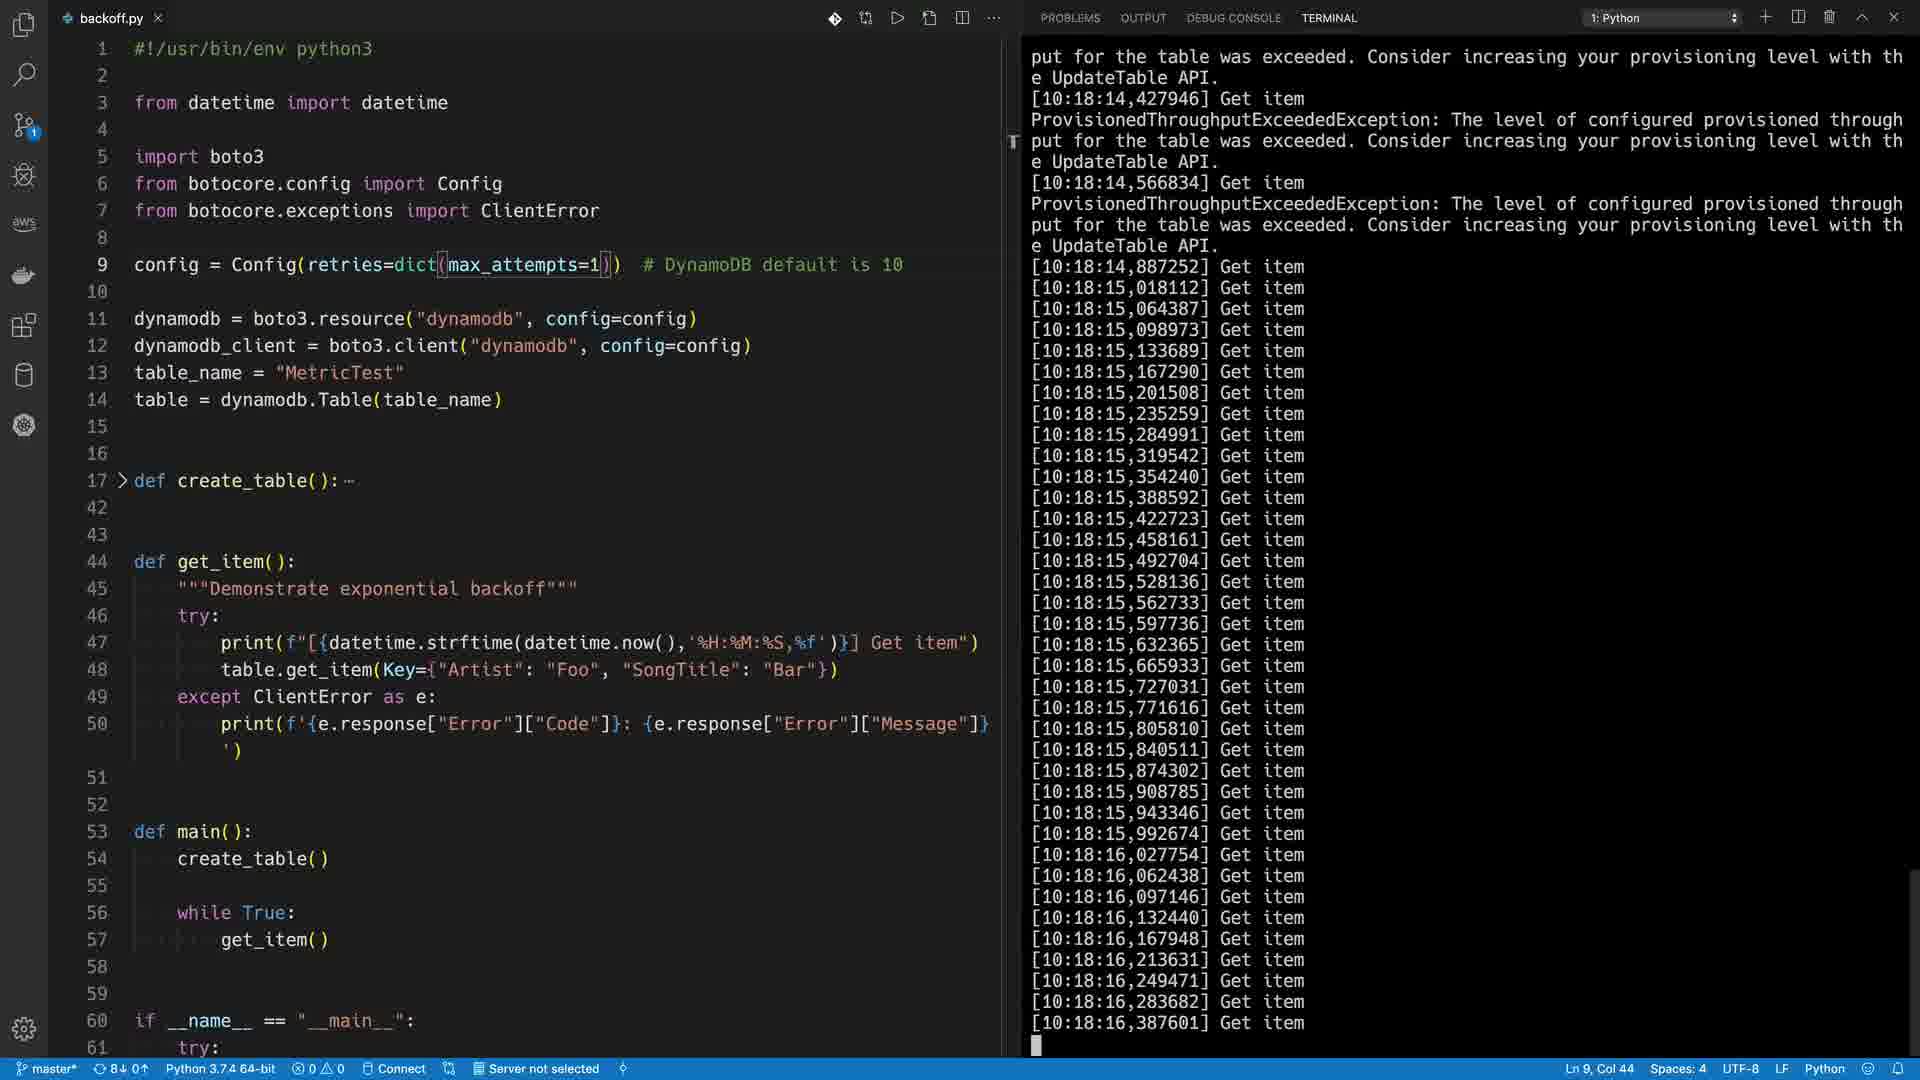 backoff.py
PROBLEMS OUTPUT DEBUG CONSOLE TERMINAL 1: Python
1 #!/usr/bin/env python3
2
3 from datetime import datetime
4
5 import boto3
6 from botocore.config import Config
7 from botocore.exceptions import ClientError
8
9 config = Config(retries=dict(max_attempts=1))  # DynamoDB default is 10
10
11 dynamodb = boto3.resource("dynamodb", config=config)
12 dynamodb_client = boto3.client("dynamodb", config=config)
13 table_name = "MetricTest"
14 table = dynamodb.Table(table_name)
15
16
17 def create_table(): …
42
43
44 def get_item():
45     """Demonstrate exponential backoff"""
46     try:
47         print(f"[{datetime.strftime(datetime.now(),'%H:%M:%S,%f')}] Get item")
48         table.get_item(Key={"Artist": "Foo", "SongTitle": "Bar"})
49     except ClientError as e:
50         print(f'{e.response["Error"]["Code"]}: {e.response["Error"]["Message"]}
')
51
52
53 def main():
54     create_table()
55
56     while True:
57         get_item()
58
59
60 if __name__ == "__main__":
61     try:
aws
1
put for the table was exceeded. Consider increasing your provisioning level with th
e UpdateTable API.
[10:18:14,427946] Get item
ProvisionedThroughputExceededException: The level of configured provisioned through
put for the table was exceeded. Consider increasing your provisioning level with th
e UpdateTable API.
[10:18:14,566834] Get item
ProvisionedThroughputExceededException: The level of configured provisioned through
put for the table was exceeded. Consider increasing your provisioning level with th
e UpdateTable API.
[10:18:14,887252] Get item
[10:18:15,018112] Get item
[10:18:15,064387] Get item
[10:18:15,098973] Get item
[10:18:15,133689] Get item
[10:18:15,167290] Get item
[10:18:15,201508] Get item
[10:18:15,235259] Get item
[10:18:15,284991] Get item
[10:18:15,319542] Get item
[10:18:15,354240] Get item
[10:18:15,388592] Get item
[10:18:15,422723] Get item
[10:18:15,458161] Get item
[10:18:15,492704] Get item
[10:18:15,528136] Get item
[10:18:15,562733] Get item
[10:18:15,597736] Get item
[10:18:15,632365] Get item
[10:18:15,665933] Get item
[10:18:15,727031] Get item
[10:18:15,771616] Get item
[10:18:15,805810] Get item
[10:18:15,840511] Get item
[10:18:15,874302] Get item
[10:18:15,908785] Get item
[10:18:15,943346] Get item
[10:18:15,992674] Get item
[10:18:16,027754] Get item
[10:18:16,062438] Get item
[10:18:16,097146] Get item
[10:18:16,132440] Get item
[10:18:16,167948] Get item
[10:18:16,213631] Get item
[10:18:16,249471] Get item
[10:18:16,283682] Get item
[10:18:16,387601] Get item
master* 8↓ 0↑ Python 3.7.4 64-bit 0 0 Connect Server not selected Ln 9, Col 44 Spaces: 4 UTF-8 LF Python